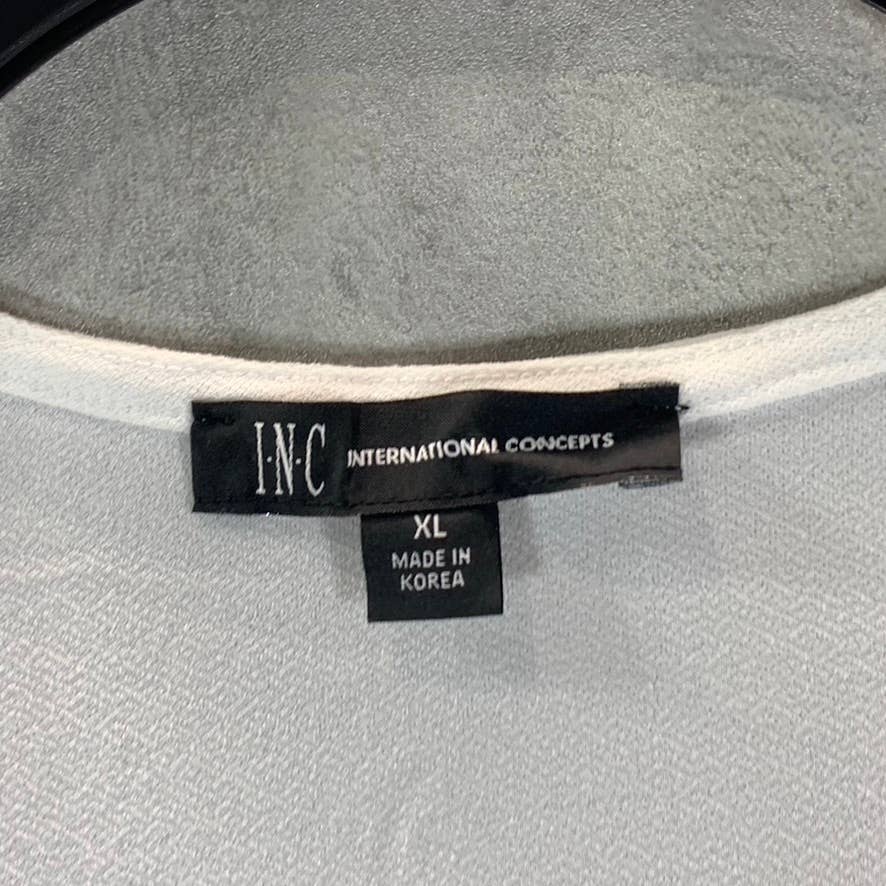 I·N·C INTERNATIONAL CONCEPTS
XL
MADE IN
KOREA